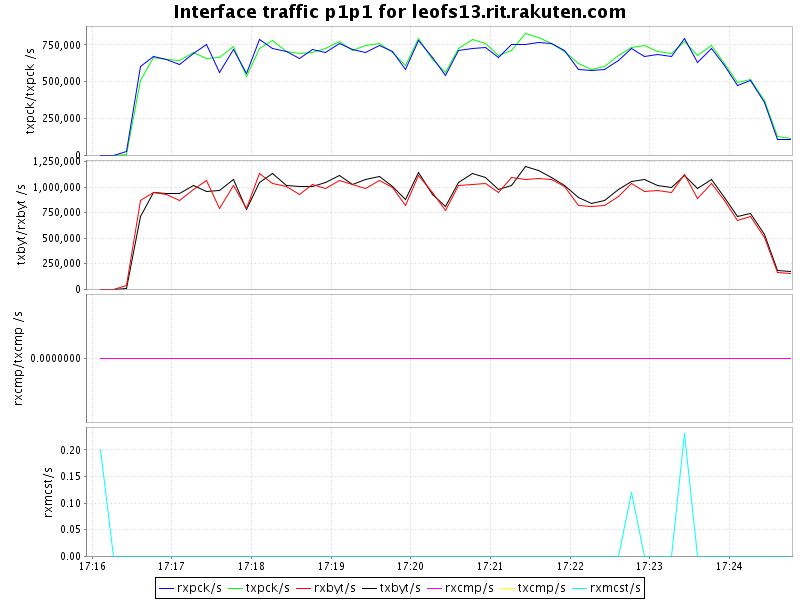 Interface traffic p1p1 for leofs13.rit.rakuten.com
txpck/txpck /s
750,000
500,000
250,000
0
txbyt/rxbyt /s
1,250,000
1,000,000
750,000
500,000
250,000
0
rxcmp/txcmp /s
0.0000000
rxmcst/s
0.20
0.15
0.10
0.05
0.00
17:16 17:17 17:18 17:19 17:20 17:21 17:22 17:23 17:24
rxpck/s txpck/s rxbyt/s txbyt/s rxcmp/s txcmp/s rxmcst/s